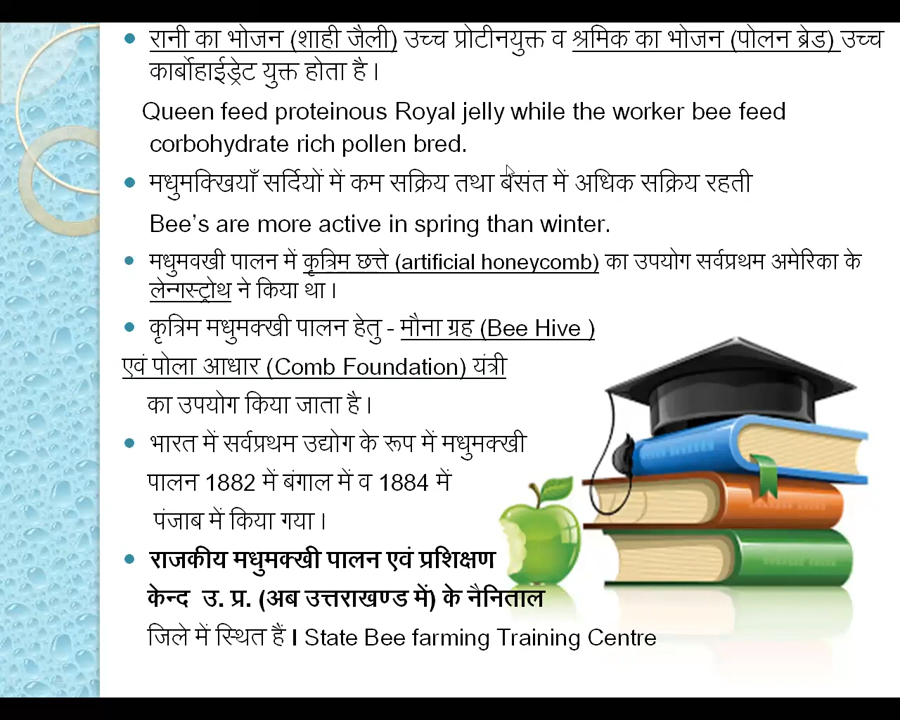 रानी का भोजन (शाही जैली) उच्च प्रोटीनयुक्त व श्रमिक का भोजन (पोलन ब्रेड) उच्च
कार्बोहाईड्रेट युक्त होता है ।
Queen feed proteinous Royal jelly while the worker bee feed
corbohydrate rich pollen bred.
मधुमक्खियाँ सर्दियों में कम सक्रिय तथा बसंत में अधिक सक्रिय रहती
Bee’s are more active in spring than winter.
मधुमवखी पालन में कृत्रिम छत्ते (artificial honeycomb) का उपयोग सर्वप्रथम अमेरिका के
लेन्गस्ट्रोथ ने किया था ।
कृत्रिम मधुमक्खी पालन हेतु - मौना ग्रह (Bee Hive )
एवं पोला आधार (Comb Foundation) यंत्री
का उपयोग किया जाता है ।
भारत में सर्वप्रथम उद्योग के रूप में मधुमक्खी
पालन 1882 में बंगाल में व 1884 में
पंजाब में किया गया ।
राजकीय मधुमक्खी पालन एवं प्रशिक्षण
केन्द उ. प्र. (अब उत्तराखण्ड में) के नैनिताल
जिले में स्थित हैं I State Bee farming Training Centre